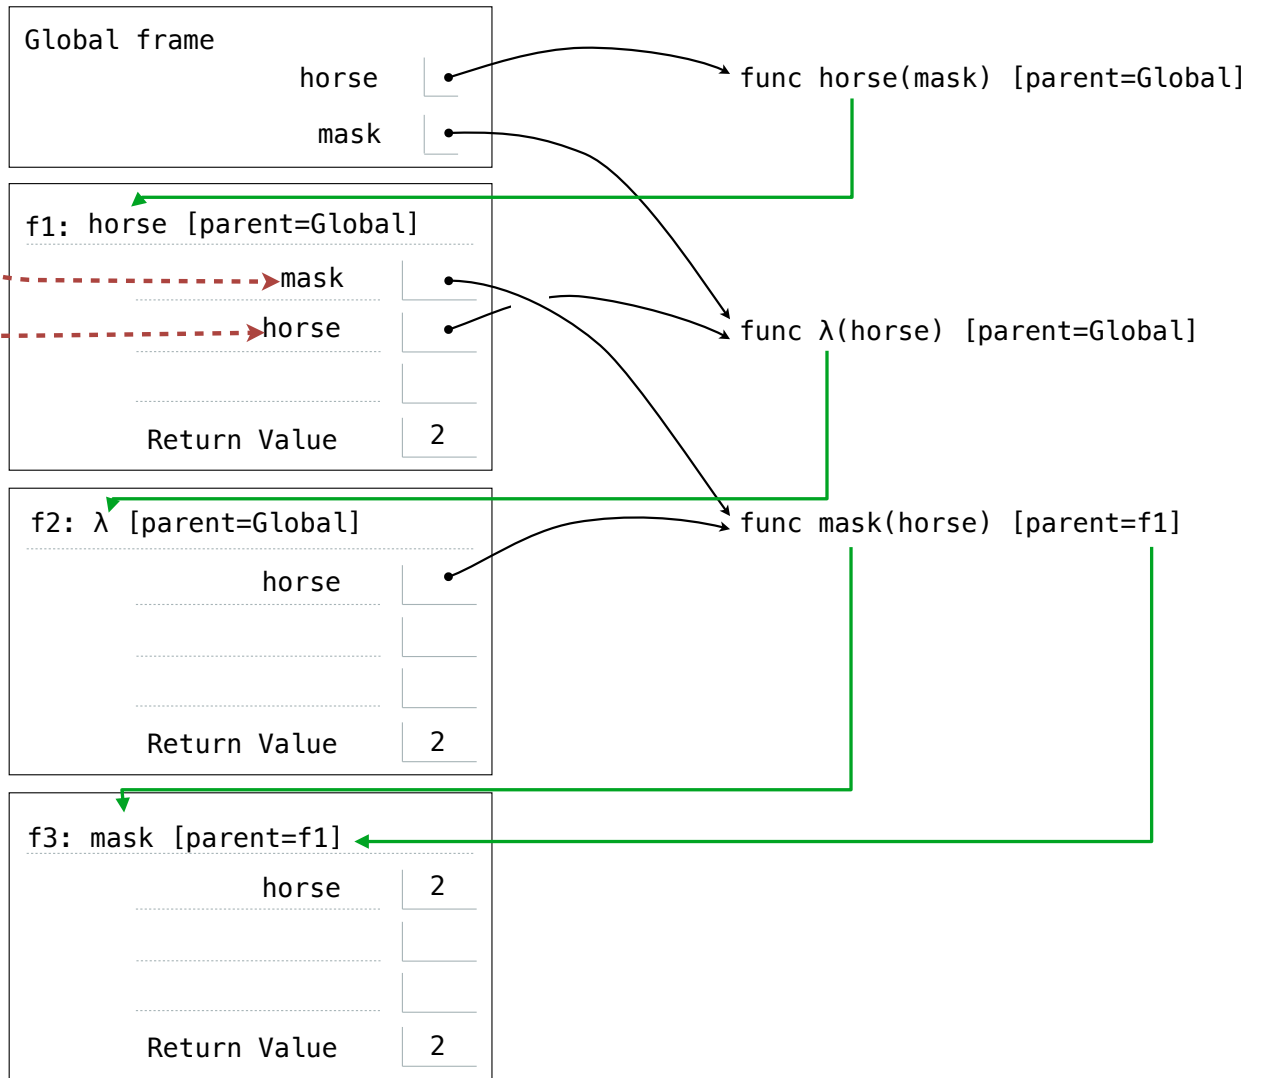 Global frame
horse
func horse(mask) [parent=Global]
mask
f1: horse [parent=Global]
mask
horse
func λ(horse) [parent=Global]
Return Value 2
f2: λ [parent=Global]
func mask(horse) [parent=f1]
horse
Return Value 2
f3: mask [parent=f1]
horse 2
Return Value 2